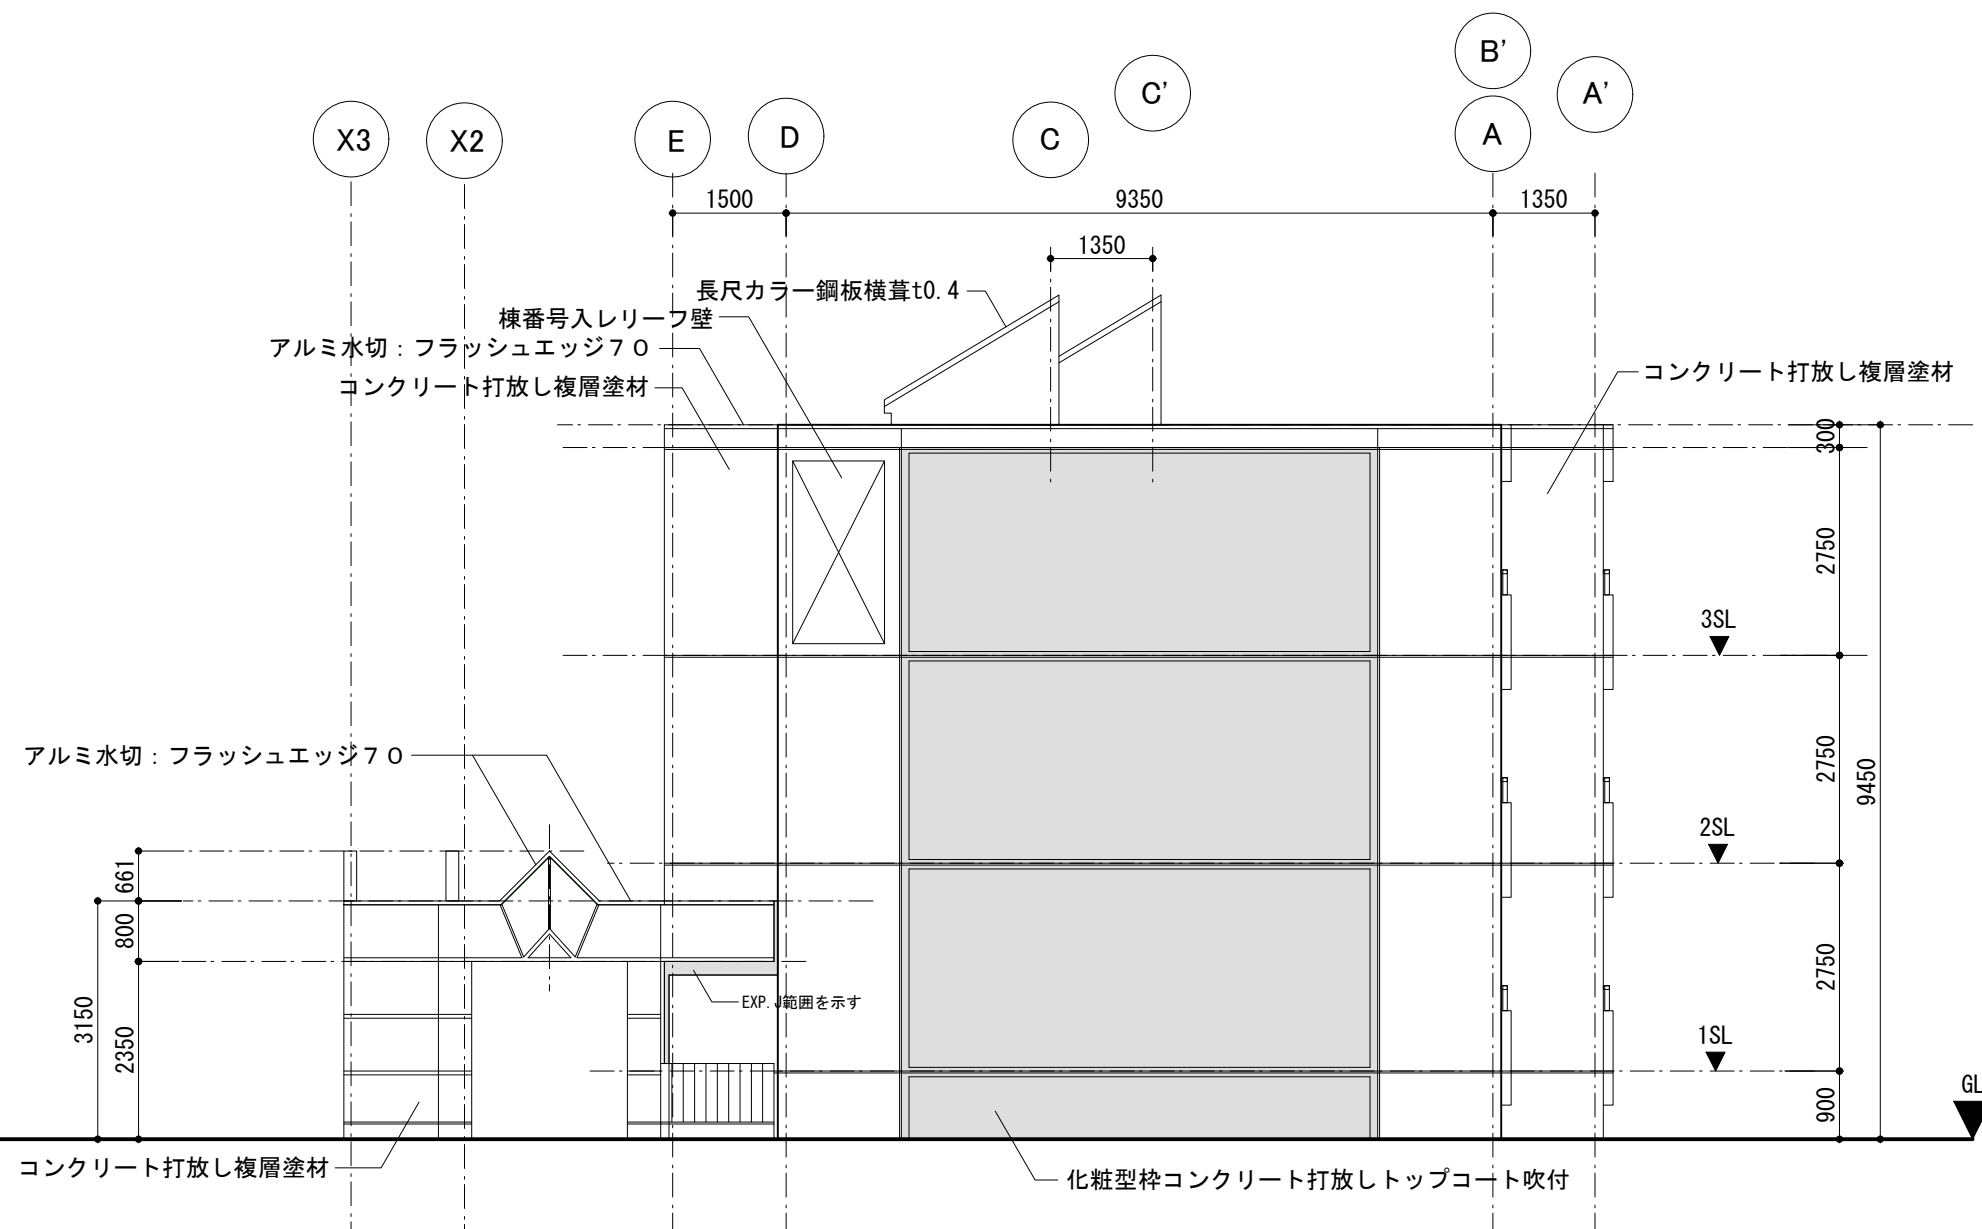 B'
C'
A'
X3
X2
E
D
C
A
1500
9350
1350
1350
長尺カラー鋼板横葺t0.4
棟番号入レリーフ壁
アルミ水切：フラッシュエッジ７０
コンクリート打放し複層塗材
コンクリート打放し複層塗材
300
2750
3SL
2750
9450
2SL
2750
1SL
900
GL
アルミ水切：フラッシュエッジ７０
661
800
3150
2350
EXP.J範囲を示す
コンクリート打放し複層塗材
化粧型枠コンクリート打放しトップコート吹付